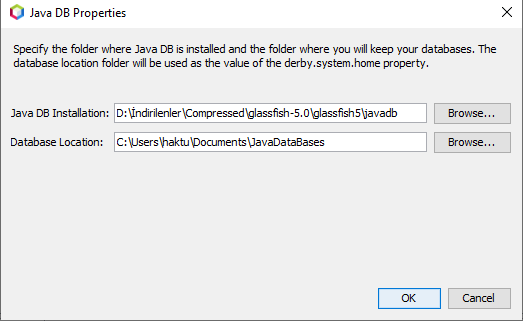 Java DB Properties
Specify the folder where Java DB is installed and the folder where you will keep your databases. The
database location folder will be used as the value of the derby.system.home property.
Java DB Installation: D:\İndirilenler\Compressed\glassfish-5.0\glassfish5\javadb Browse...
Database Location: C:\Users\haktu\Documents\JavaDataBases Browse...
OK Cancel